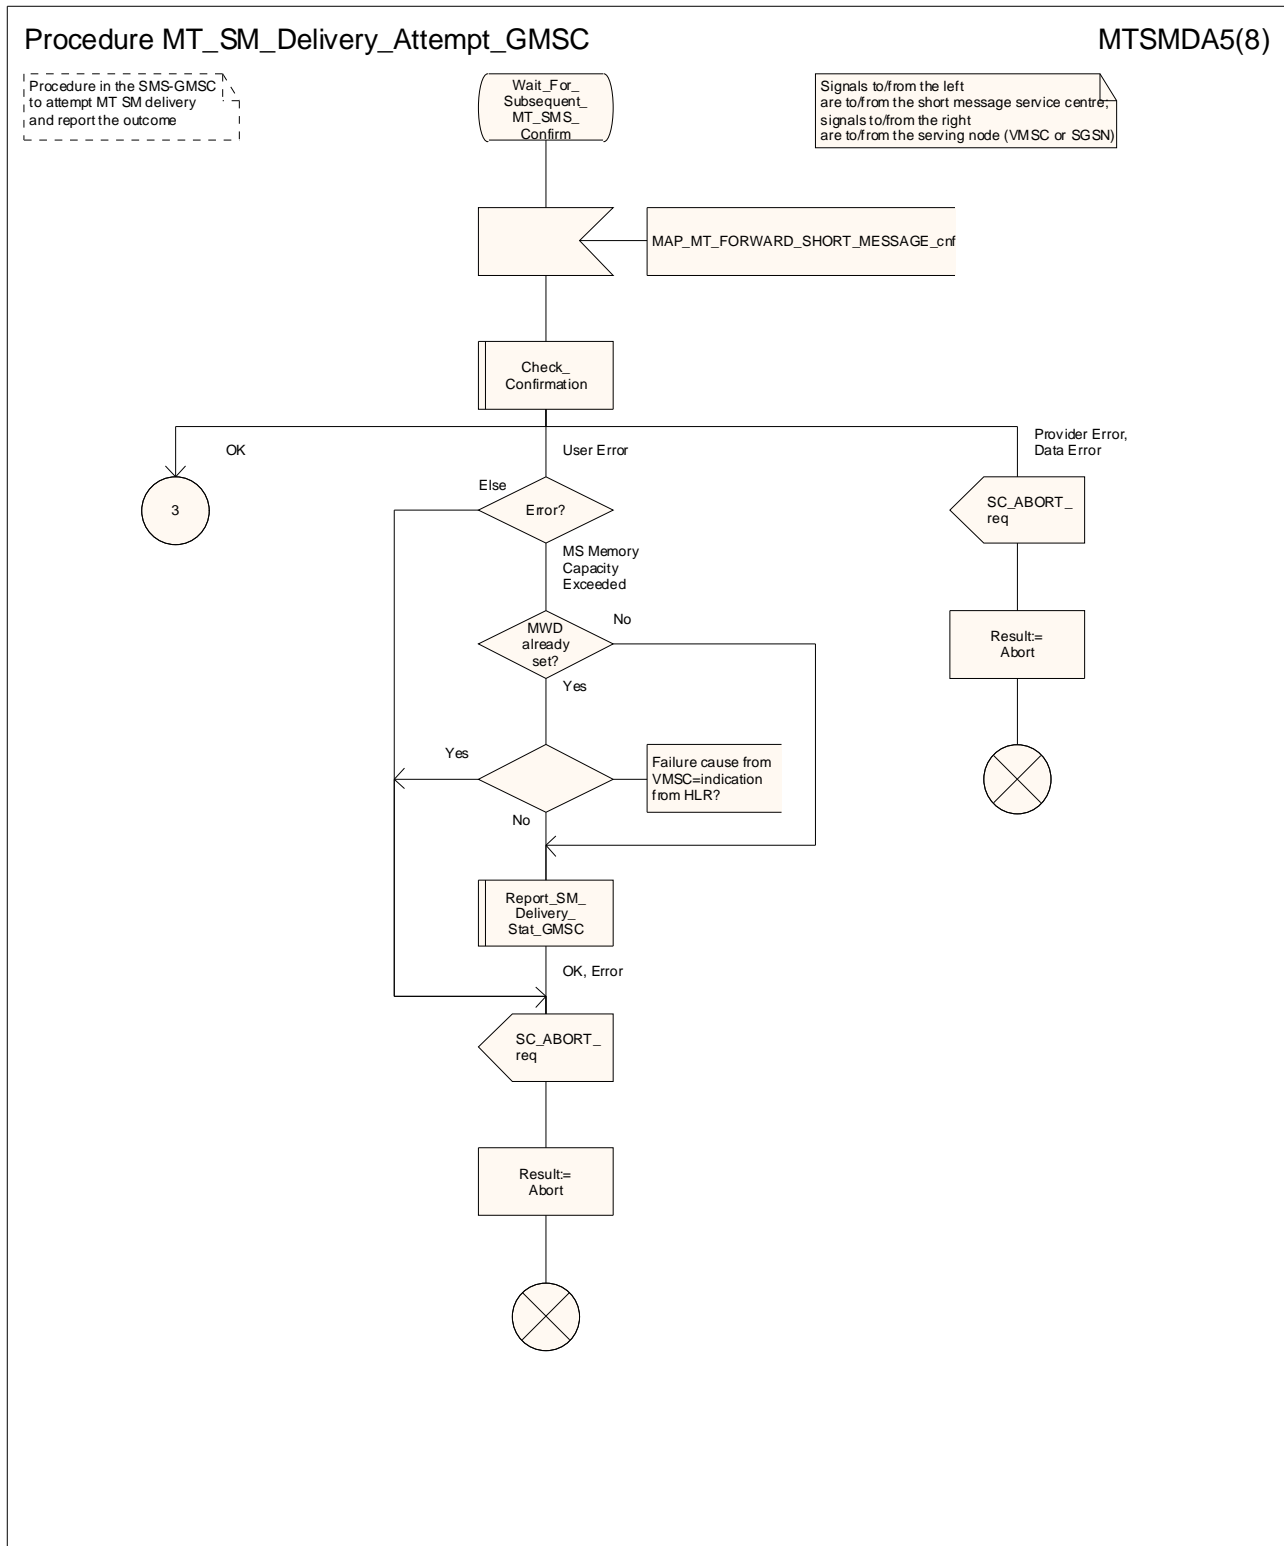 Procedure MT_SM_Delivery_Attempt_GMSC
MTSMDA5(8)
Procedure in the SMS-GMSC
to attempt MT SM delivery
and report the outcome
Wait_For_
Subsequent_
MT_SMS_
Confirm
Signals to/from the left
are to/from the short message service centre;
signals to/from the right
are to/from the serving node (VMSC or SGSN)
MAP_MT_FORWARD_SHORT_MESSAGE_cnf
Check_
Confirmation
OK
User Error
Provider Error,
Data Error
3
Else
Error?
SC_ABORT_
req
MS Memory
Capacity
Exceeded
MWD
already
set?
No
Yes
Result:=
Abort
Yes
Failure cause from
VMSC=indication
from HLR?
No
Report_SM_
Delivery_
Stat_GMSC
OK, Error
SC_ABORT_
req
Result:=
Abort